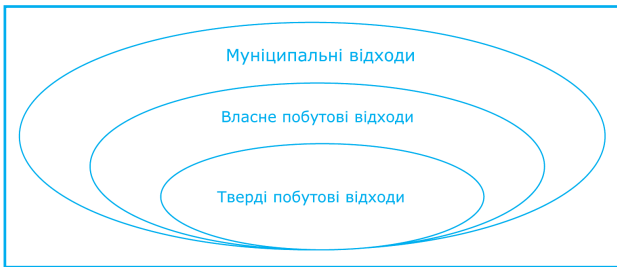 Муніципальні відходи
Власне побутові відходи
Тверді побутові відходи